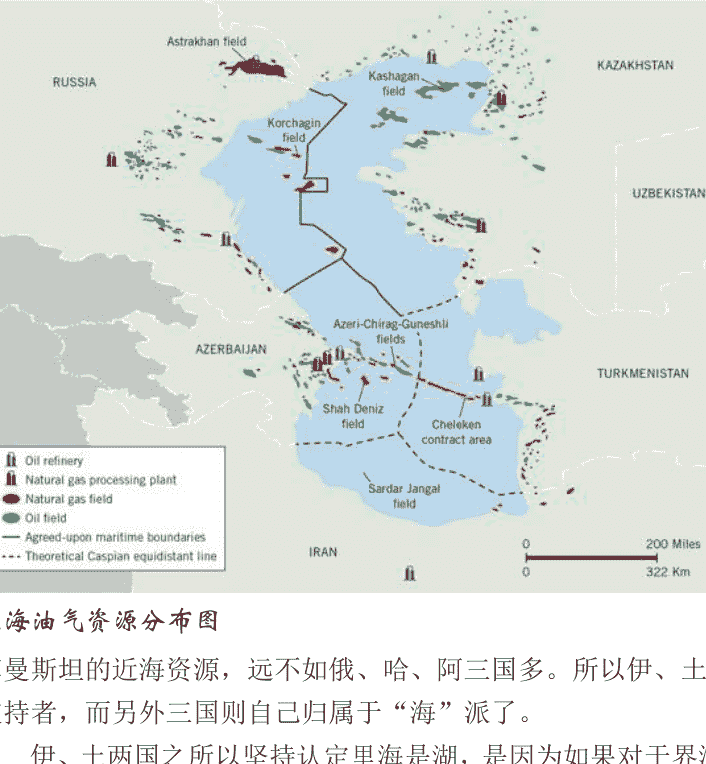 Astrakhan field
RUSSIA
KAZAKHSTAN
Kashagan
field
Korchagin
field
UZBEKISTAN
Azeri-Chirag-Guneshli
fields
AZERBAIJAN
TURKMENISTAN
Shah Deniz
field
Cheleken
contract area
Sardar Jangal
field
IRAN
Oil refinery
Natural gas processing plant
Natural gas field
Oil field
Agreed-upon maritime boundaries
Theoretical Caspian equidistant line
0 200 Miles
0 322 Km
海油气资源分布图
曼斯坦的近海资源，远不如俄、哈、阿三国多。所以伊、土
持者，而另外三国则自己归属于“海”派了。
伊、土两国之所以坚持认定里海是湖，是因为如果对于界